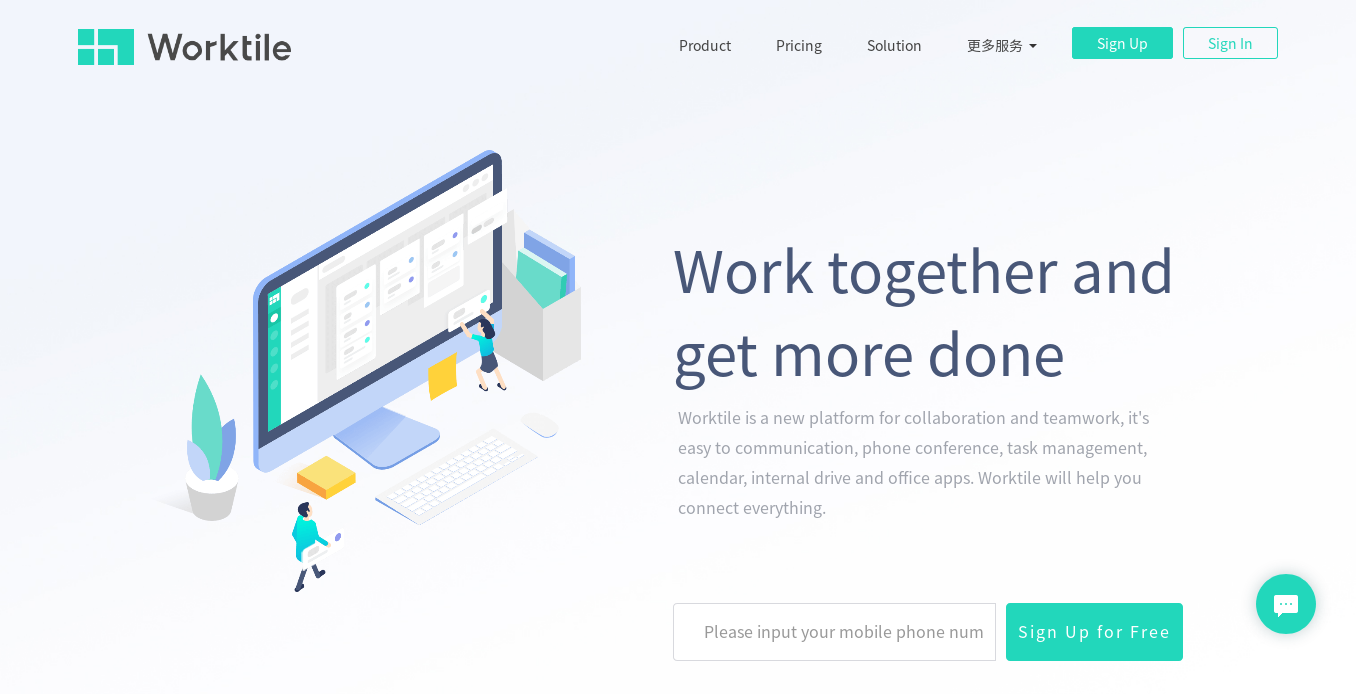 Worktile
Product
Pricing
Solution
更多服务
Sign Up
Sign In
Work together and
get more done
Worktile is a new platform for collaboration and teamwork, it's
easy to communication, phone conference, task management,
calendar, internal drive and office apps. Worktile will help you
connect everything.
Please input your mobile phone num
Sign Up for Free